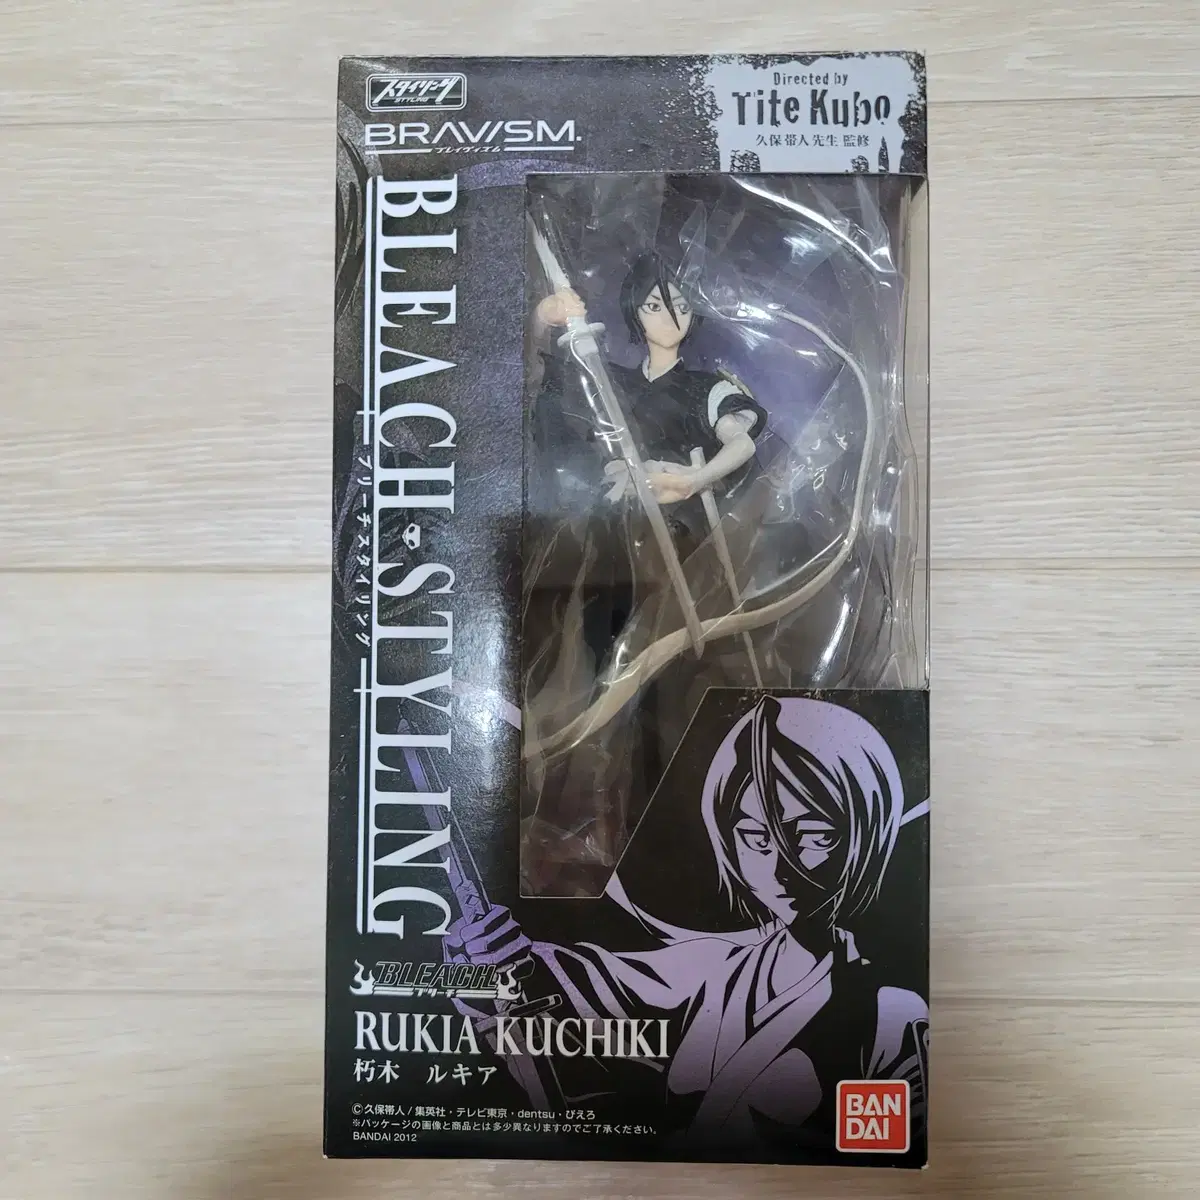 スタイリング
STYLING
BRAVISM.
ブレイヴィズム
Directed by
Tite Kubo
久保帯人先生 監修
BLEACH STYLING
ブリーチスタイリング
BLEACH
ブリーチ
RUKIA KUCHIKI
朽木 ルキア
©久保帯人/集英社・テレビ東京・dentsu・ぴえろ
※パッケージの画像と商品とは多少異なりますのでご了承ください。
BANDAI 2012
BAN
DAI